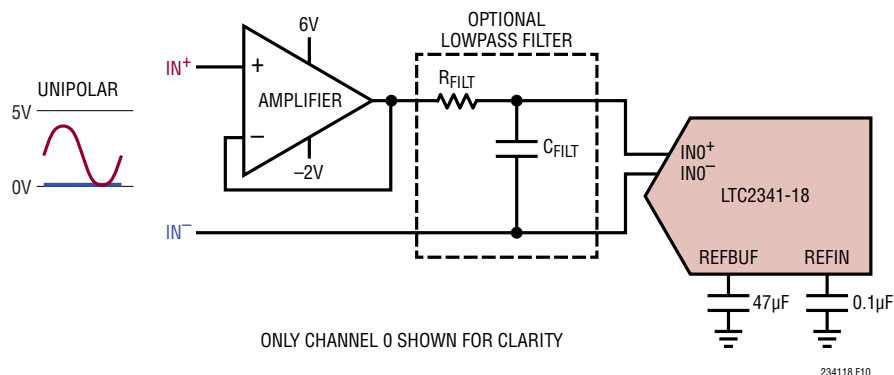 OPTIONAL
LOWPASS FILTER
6V
IN+
+
AMPLIFIER
−
–2V
RFILT
CFILT
UNIPOLAR
5V
0V
IN−
IN0+
IN0−
LTC2341-18
REFBUF
REFIN
47µF
0.1µF
ONLY CHANNEL 0 SHOWN FOR CLARITY
234118 F10